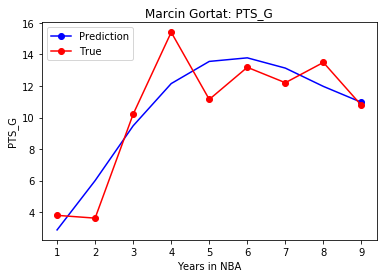 Marcin Gortat: PTS_G
16
14
12
10
8
6
4
PTS_G
Prediction
True
1 2 3 4 5 6 7 8 9
Years in NBA